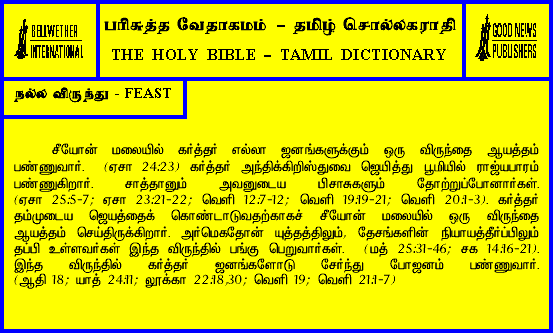 BELLWETHER
INTERNATIONAL
பரிசுத்த வேதாகமம் – தமிழ் சொல்லகராதி
THE HOLY BIBLE – TAMIL DICTIONARY
GOOD NEWS
PUBLISHERS
நல்ல விருந்து - FEAST
சீயோன் மலையில் கர்த்தர் எல்லா ஜனங்களுக்கும் ஒரு விருந்தை ஆயத்தம்
பண்ணுவார். (ஏசா 24:23) கர்த்தர் அந்திக்கிறிஸ்துவை ஜெயித்து பூமியில் ராஜ்யபாரம்
பண்ணுகிறார். சாத்தானும் அவனுடைய பிசாசுகளும் தோற்றுப்போனார்கள்.
(ஏசா 25:5-7; ஏசா 23:21-22; வெளி 12:7-12; வெளி 19:19-21; வெளி 20:1-3). கர்த்தர்
தம்முடைய ஜெயத்தைக் கொண்டாடுவதற்காகச் சீயோன் மலையில் ஒரு விருந்தை
ஆயத்தம் செய்திருக்கிறார். அர்மெகதோன் யுத்தத்திலும், தேசங்களின் நியாயத்தீர்ப்பிலும்
தப்பி உள்ளவர்கள் இந்த விருந்தில் பங்கு பெறுவார்கள். (மத் 25:31-46; சக 14:16-21).
இந்த விருந்தில் கர்த்தர் ஜனங்களோடு சேர்ந்து போஜனம் பண்ணுவார்.
(ஆதி 18; யாத் 24:11; லூக்கா 22:18,30; வெளி 19; வெளி 21:1-7)